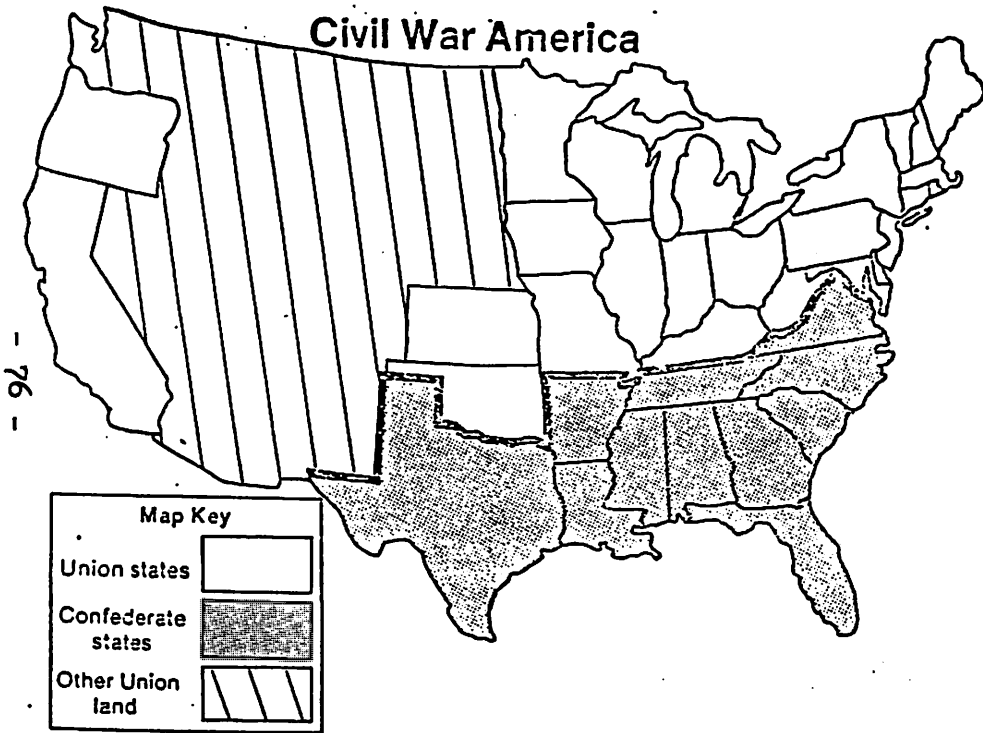 Civil War America
- 76 -
Map Key
Union states
Confederate
states
Other Union
land